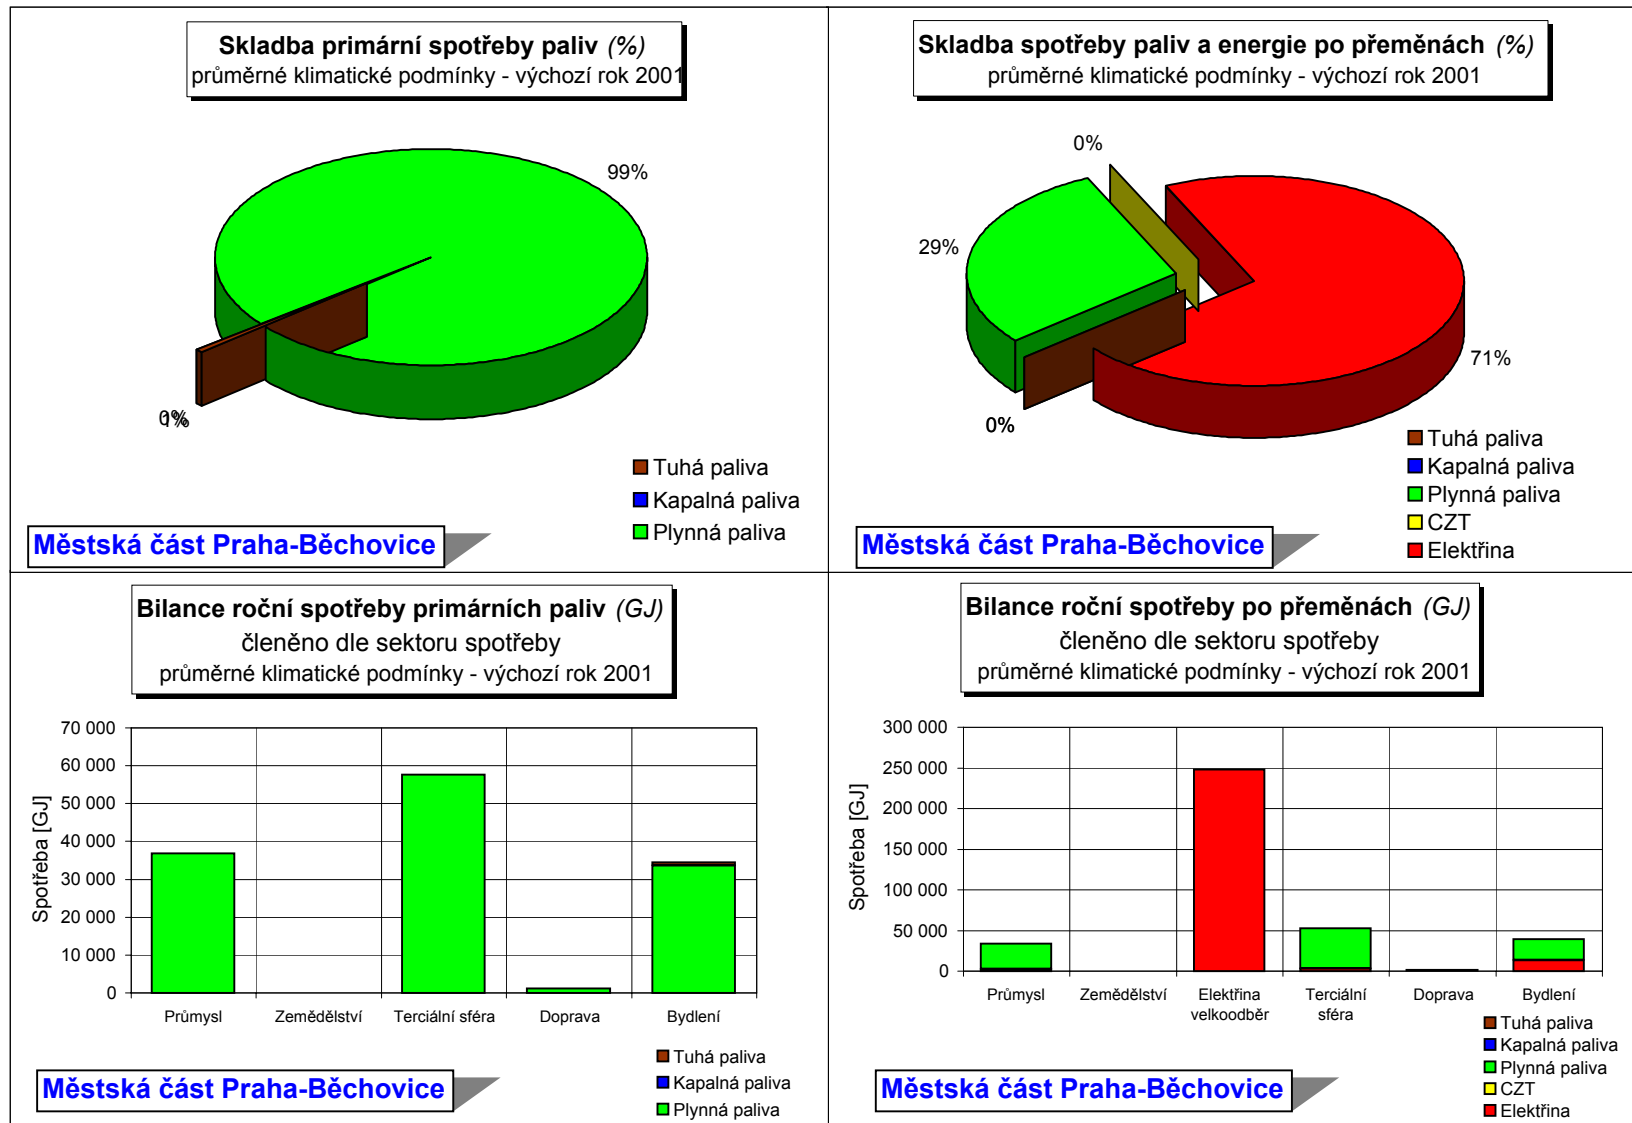 Skladba primární spotřeby paliv (%)
průměrné klimatické podmínky - výchozí rok 2001
99%
0%
1%
Tuhá paliva
Kapalná paliva
Plynná paliva
Městská část Praha-Běchovice
Skladba spotřeby paliv a energie po přeměnách (%)
průměrné klimatické podmínky - výchozí rok 2001
0%
29%
71%
0%
Tuhá paliva
Kapalná paliva
Plynná paliva
CZT
Elektřina
Městská část Praha-Běchovice
Bilance roční spotřeby primárních paliv (GJ)
členěno dle sektoru spotřeby
průměrné klimatické podmínky - výchozí rok 2001
Spotřeba [GJ]
70 000
60 000
50 000
40 000
30 000
20 000
10 000
0
Průmysl Zemědělství Terciální sféra Doprava Bydlení
Tuhá paliva
Kapalná paliva
Plynná paliva
Městská část Praha-Běchovice
Bilance roční spotřeby po přeměnách (GJ)
členěno dle sektoru spotřeby
průměrné klimatické podmínky - výchozí rok 2001
Spotřeba [GJ]
300 000
250 000
200 000
150 000
100 000
50 000
0
Průmysl Zemědělství Elektřina Terciální Doprava Bydlení
velkoodběr sféra
Tuhá paliva
Kapalná paliva
Plynná paliva
CZT
Elektřina
Městská část Praha-Běchovice